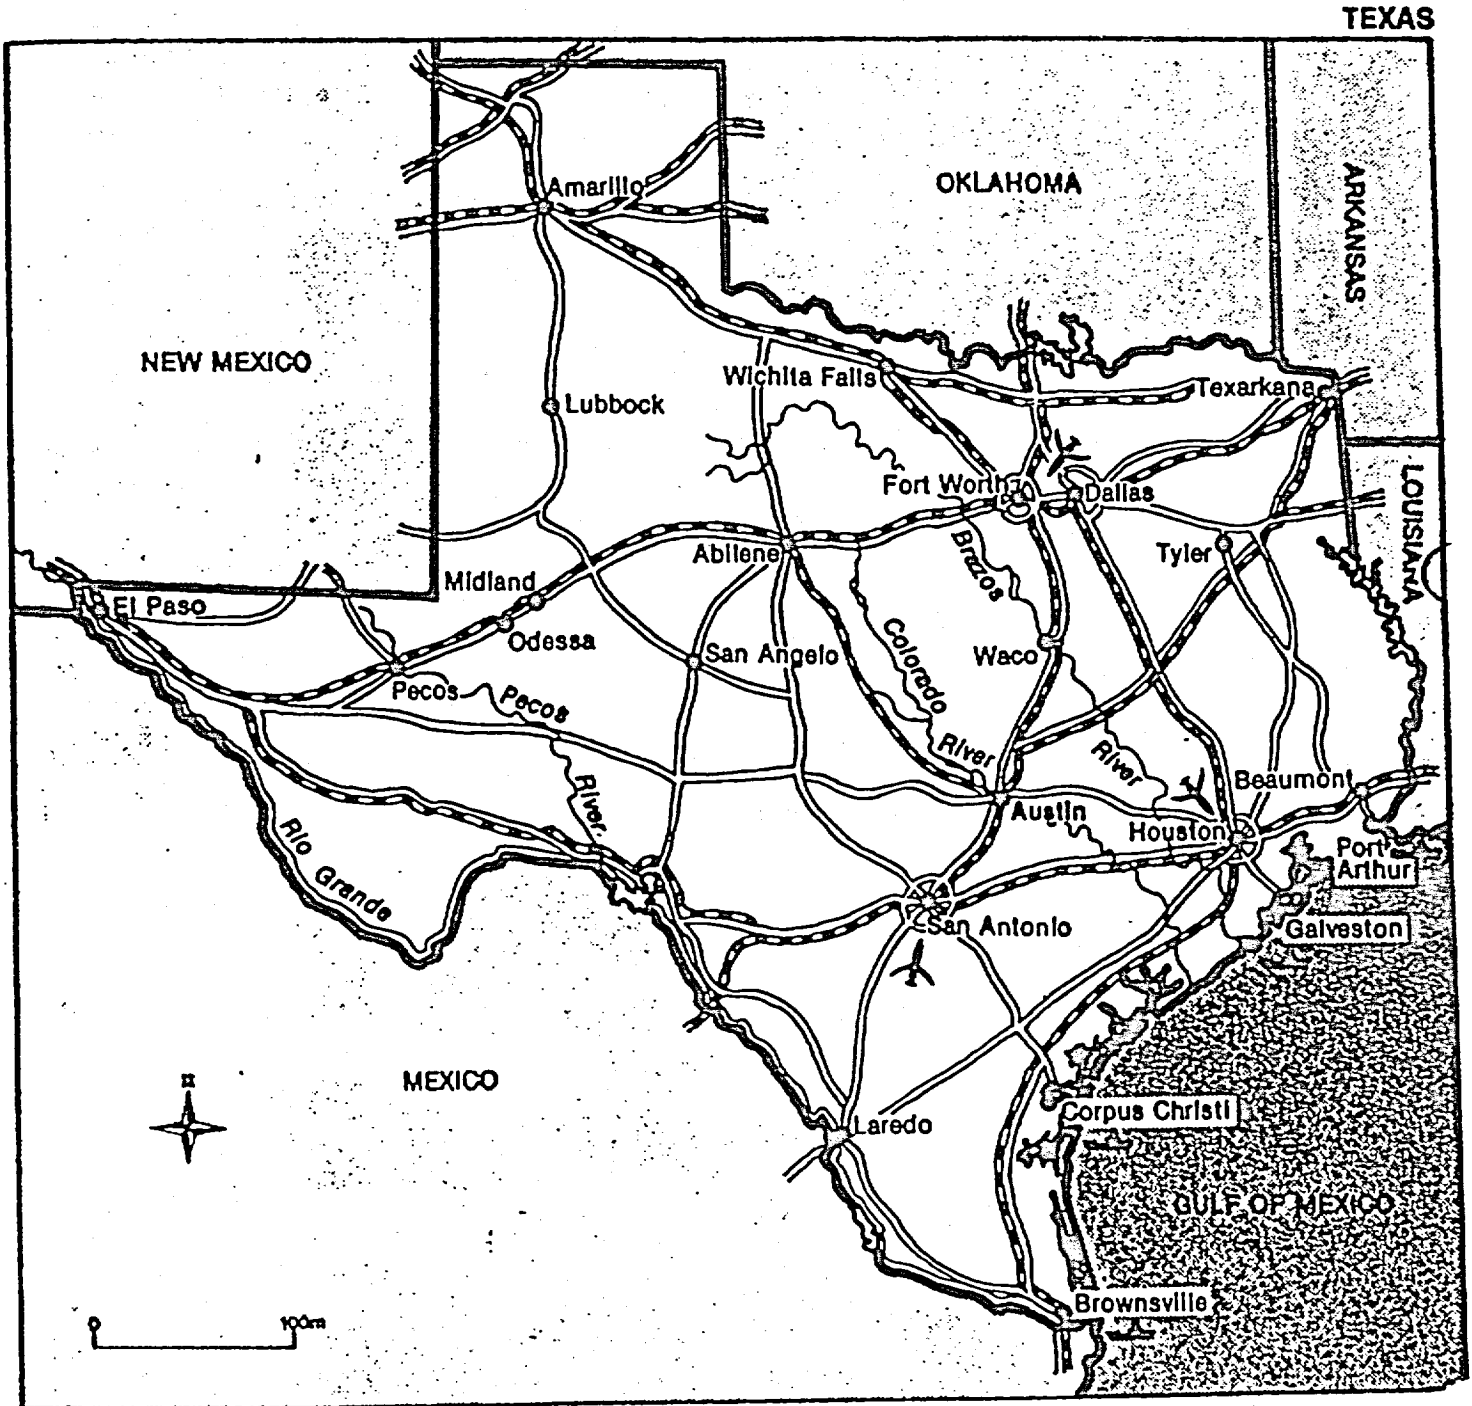 TEXAS
Amarillo
OKLAHOMA
ARKANSAS
NEW MEXICO
Wichita Falls
Texarkana
Lubbock
Fort Worth
Dallas
LOUISIANA
Abilene
Brazos
Tyler
Midland
El Paso
Odessa
Colorado
San Angelo
Waco
Pecos
Pecos
River
River
Beaumont
River
Austin
Houston
Rio Grande
Port
Arthur
San Antonio
Galveston
N
MEXICO
Corpus Christi
Laredo
GULF OF MEXICO
Brownsville
0
100m